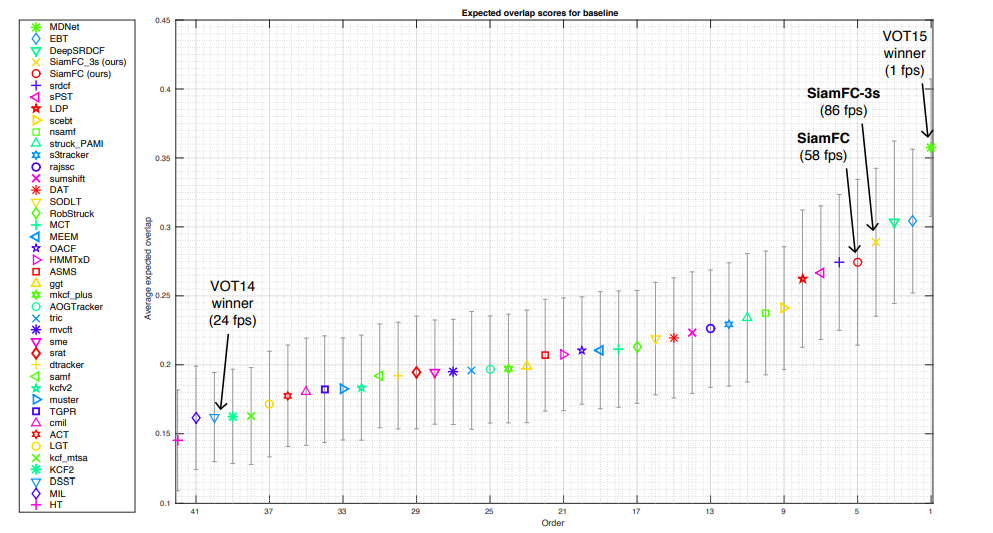 Expected overlap scores for baseline
MDNet
EBT
DeepSRDCF
SiamFC_3s (ours)
SiamFC (ours)
srdcf
sPST
LDP
scebt
nsamf
struck_PAMI
s3tracker
rajssc
sumshift
DAT
SODLT
RobStruck
MCT
MEEM
OACF
HMMTxD
ASMS
ggt
mkcf_plus
AOGTracker
tric
mvcft
sme
srat
dtracker
samf
kcfv2
muster
TGPR
cmil
ACT
LGT
kcf_mtsa
KCF2
DSST
MIL
HT
Average expected overlap
0.45
0.4
0.35
0.3
0.25
0.2
0.15
0.1
VOT14
winner
(24 fps)
SiamFC
(58 fps)
SiamFC-3s
(86 fps)
VOT15
winner
(1 fps)
41 37 33 29 25 21 17 13 9 5 1
Order